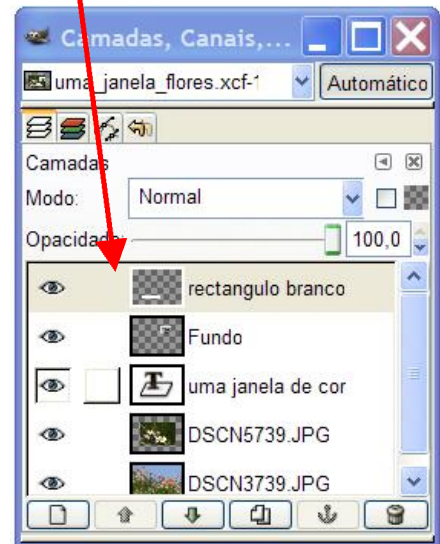 Camadas, Canais,...
uma_janela_flores.xcf-1 Automático
Camadas
Modo: Normal
Opacidade: 100,0
rectangulo branco
Fundo
uma janela de cor
DSCN5739.JPG
DSCN3739.JPG